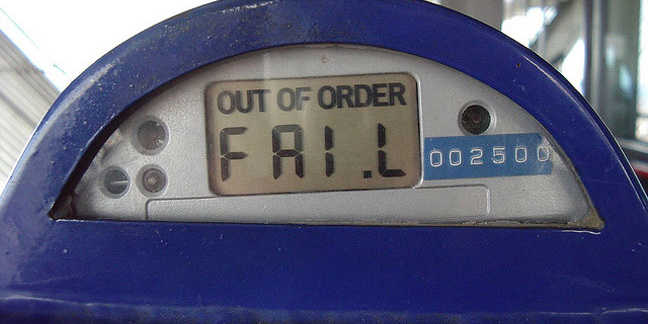 OUT OF ORDER
FAI.L
002500